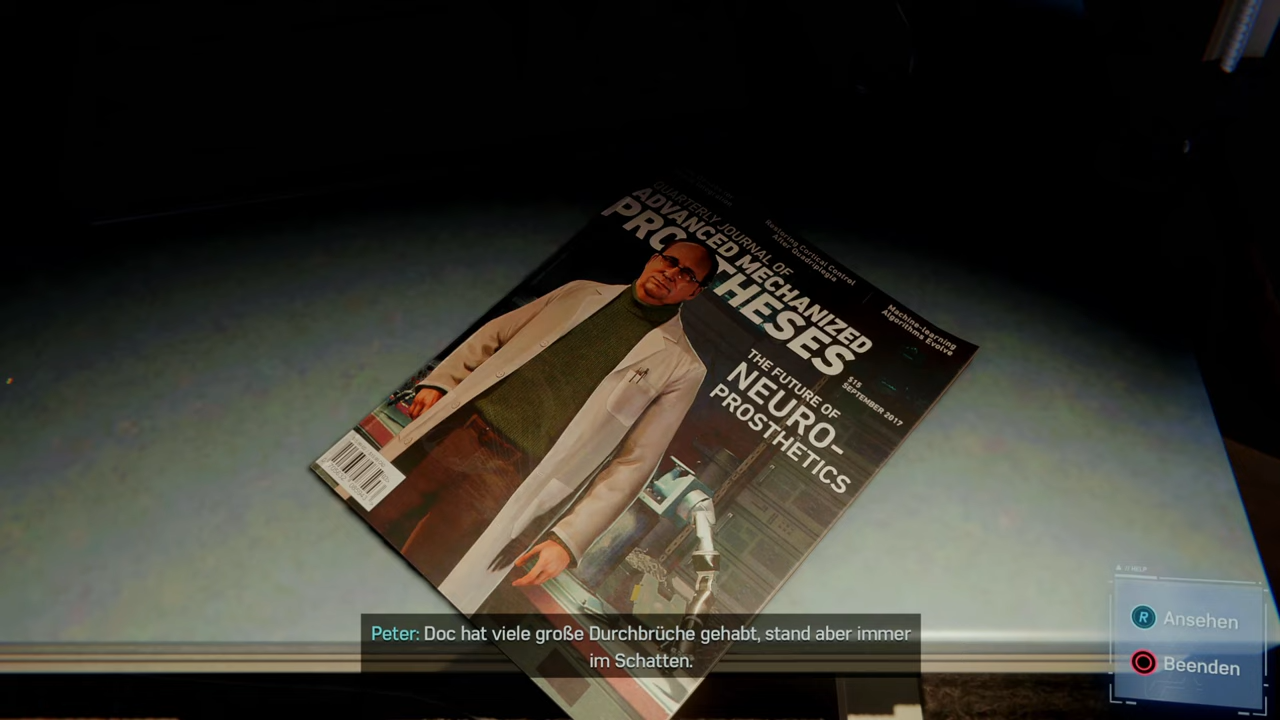 QUARTERLY JOURNAL OF
ADVANCED MECHANIZED
PROSTHESES
Restoring Cortical Control
After Quadriplegia
Machine-learning
Algorithms Evolve
$15
SEPTEMBER 2017
THE FUTURE OF
NEURO-
PROSTHETICS
Peter: Doc hat viele große Durchbrüche gehabt, stand aber immer
im Schatten.
R Ansehen
Beenden